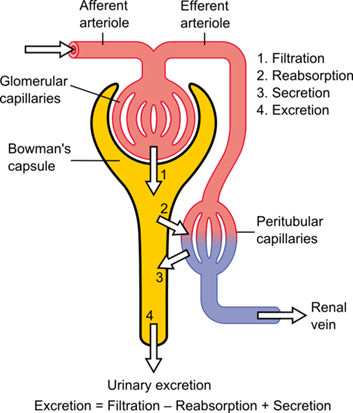 Afferent
arteriole
Efferent
arteriole
1. Filtration
2. Reabsorption
3. Secretion
4. Excretion
Glomerular
capillaries
Bowman's
capsule
1
2
Peritubular
capillaries
3
4
Renal
vein
Urinary excretion
Excretion = Filtration – Reabsorption + Secretion